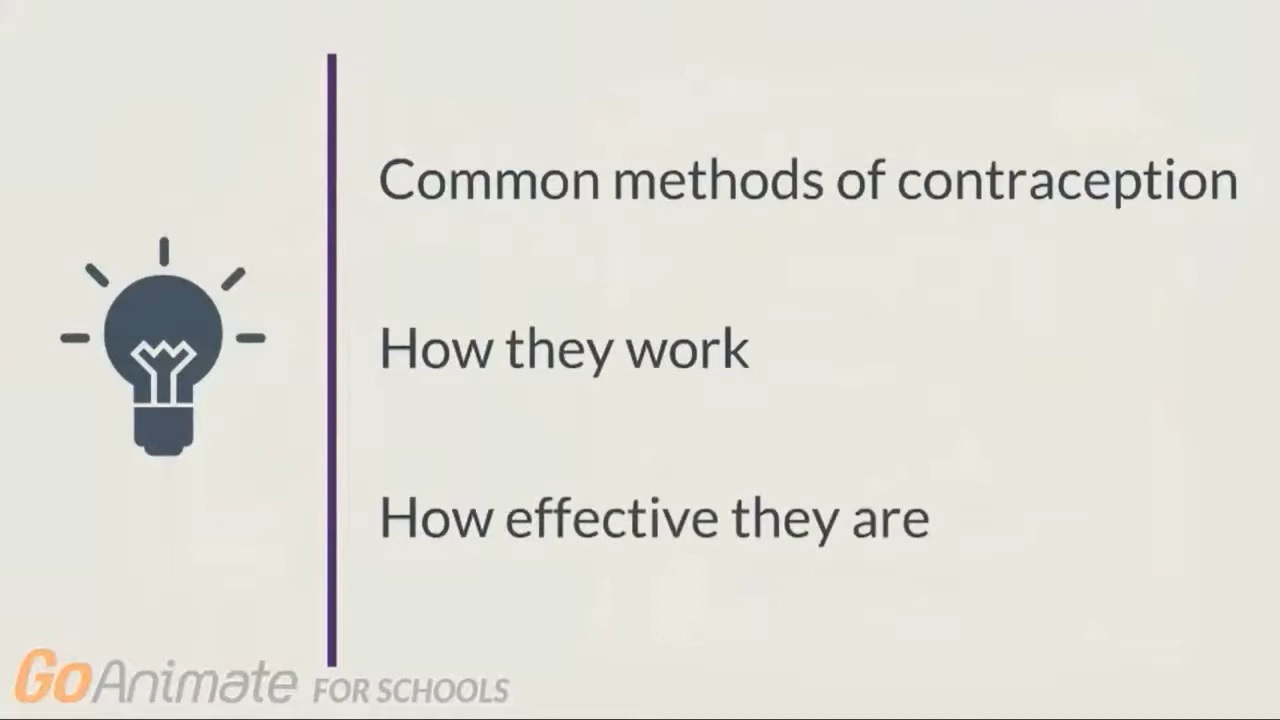 Common methods of contraception
How they work
How effective they are
GoAnimate FOR SCHOOLS